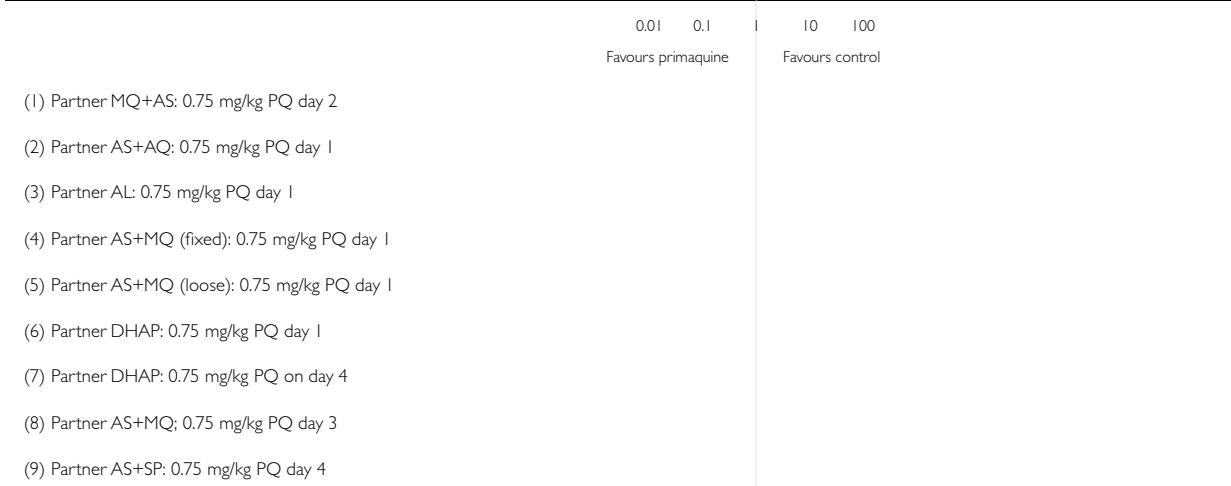 0.01 0.1 1 10 100
Favours primaquine Favours control
(1) Partner MQ+AS: 0.75 mg/kg PQ day 2
(2) Partner AS+AQ: 0.75 mg/kg PQ day 1
(3) Partner AL: 0.75 mg/kg PQ day 1
(4) Partner AS+MQ (fixed): 0.75 mg/kg PQ day 1
(5) Partner AS+MQ (loose): 0.75 mg/kg PQ day 1
(6) Partner DHAP: 0.75 mg/kg PQ day 1
(7) Partner DHAP: 0.75 mg/kg PQ on day 4
(8) Partner AS+MQ; 0.75 mg/kg PQ day 3
(9) Partner AS+SP: 0.75 mg/kg PQ day 4